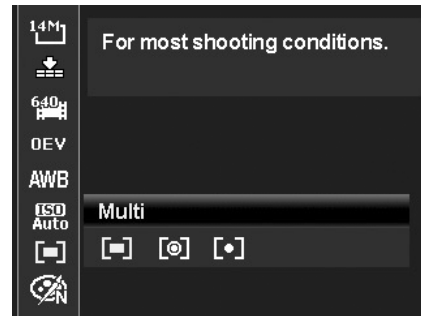 14M
For most shooting conditions.
640
0EV
AWB
ISO
Auto
Multi
N